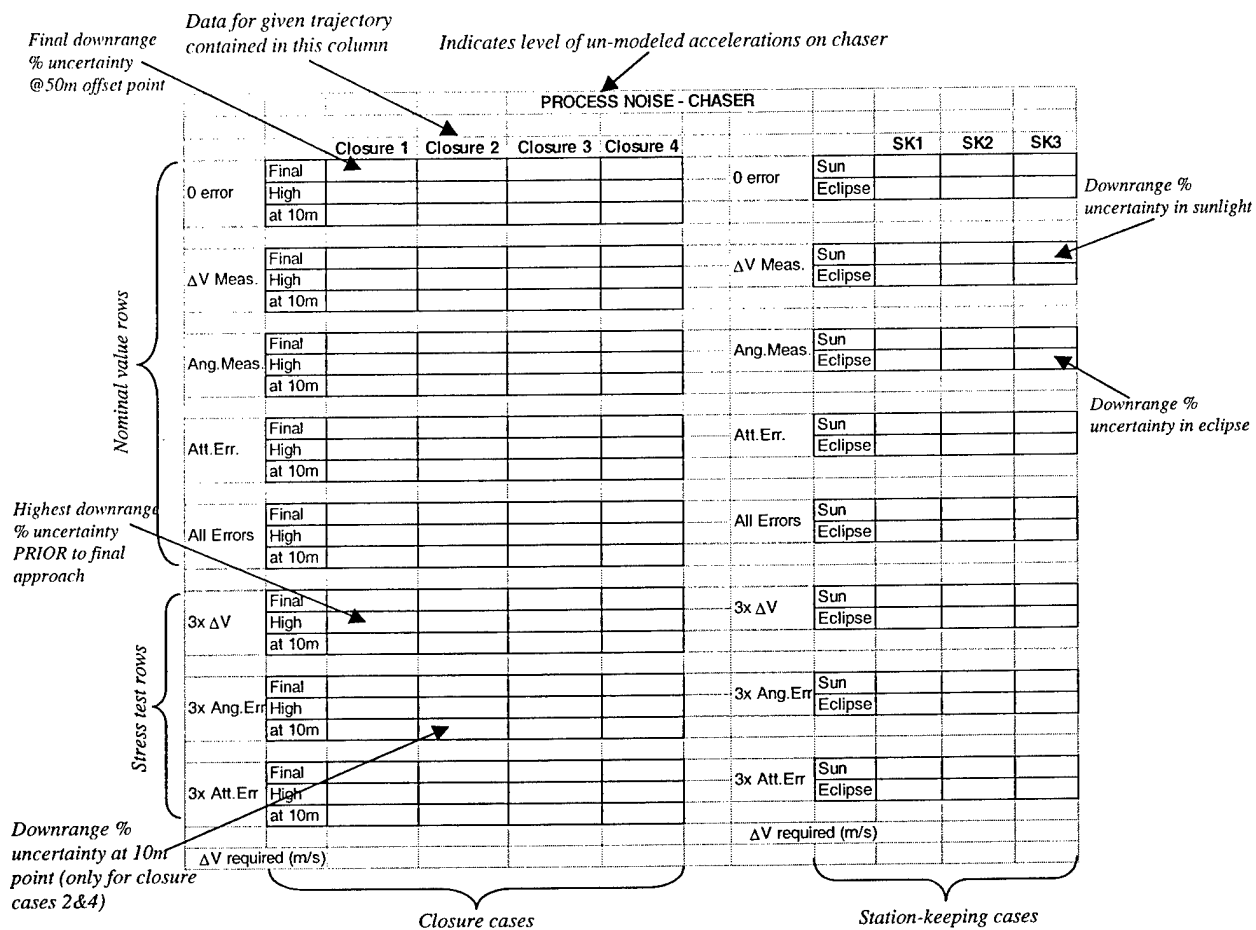 Final downrange
% uncertainty
@50m offset point
Data for given trajectory
contained in this column
Indicates level of un-modeled accelerations on chaser
PROCESS NOISE - CHASER
Closure 1 Closure 2 Closure 3 Closure 4
SK1 SK2 SK3
0 error
Final
High
at 10m
0 error
Sun
Eclipse
Downrange %
uncertainty in sunlight
ΔV Meas.
Final
High
at 10m
ΔV Meas.
Sun
Eclipse
Nominal value rows
Ang.Meas.
Final
High
at 10m
Ang.Meas.
Sun
Eclipse
Downrange %
uncertainty in eclipse
Att.Err.
Final
High
at 10m
Att.Err.
Sun
Eclipse
Highest downrange
% uncertainty
PRIOR to final
approach
All Errors
Final
High
at 10m
All Errors
Sun
Eclipse
3x ΔV
Final
High
at 10m
3x ΔV
Sun
Eclipse
Stress test rows
3x Ang.Err
Final
High
at 10m
3x Ang.Err
Sun
Eclipse
3x Att.Err
Final
High
at 10m
3x Att.Err
Sun
Eclipse
Downrange %
uncertainty at 10m
point (only for closure
cases 2&4)
ΔV required (m/s)
ΔV required (m/s)
Closure cases
Station-keeping cases